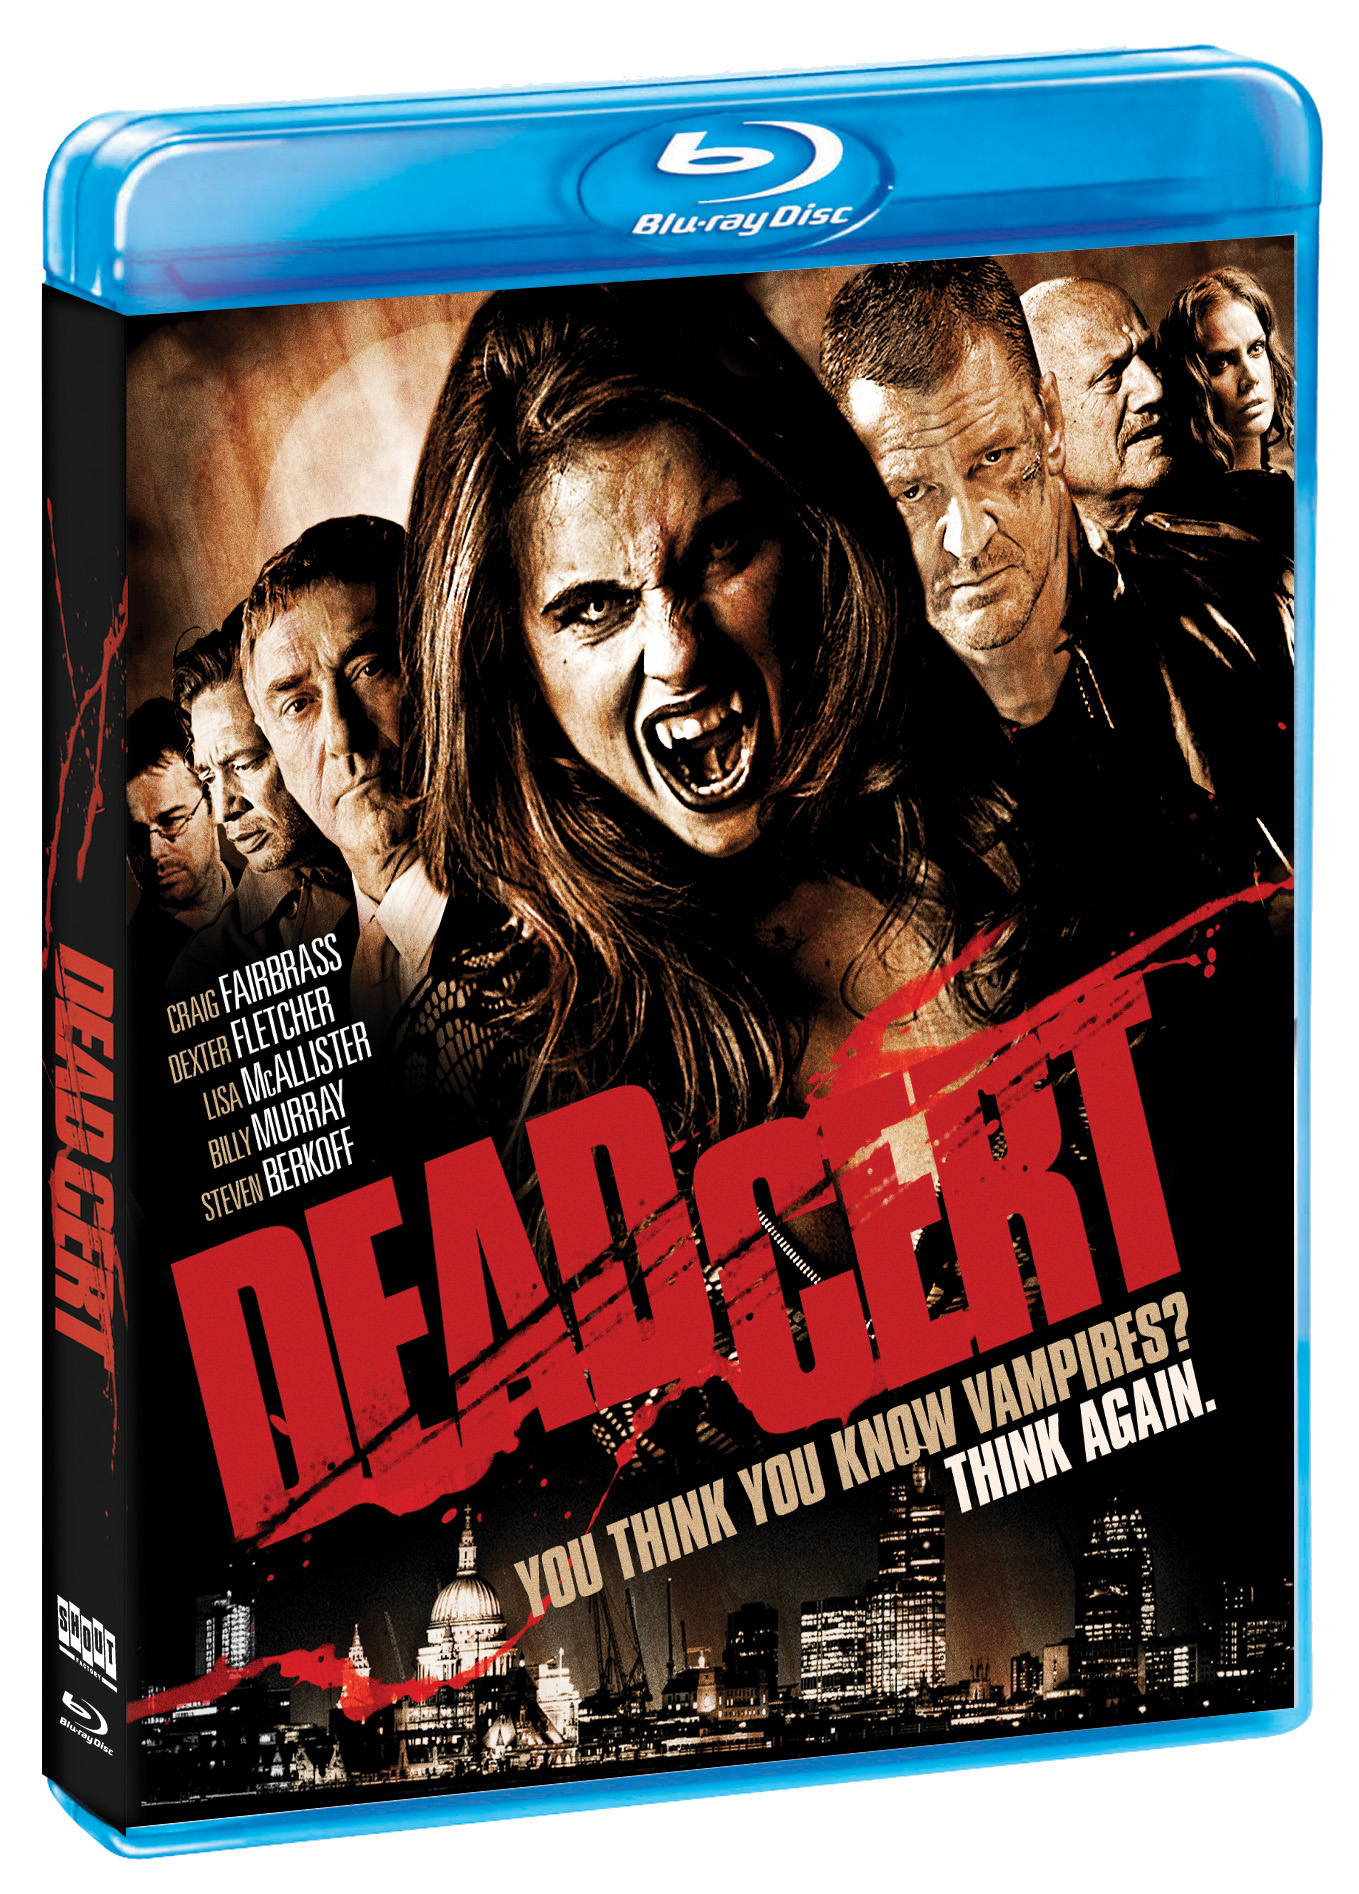 Blu-ray Disc
CRAIG FAIRBRASS
DEXTER FLETCHER
LISA McALLISTER
BILLY MURRAY
STEVEN BERKOFF
DEAD CERT
YOU THINK YOU KNOW VAMPIRES?
THINK AGAIN.
DEAD CERT
SHOUT
FACTORY
Blu-ray Disc